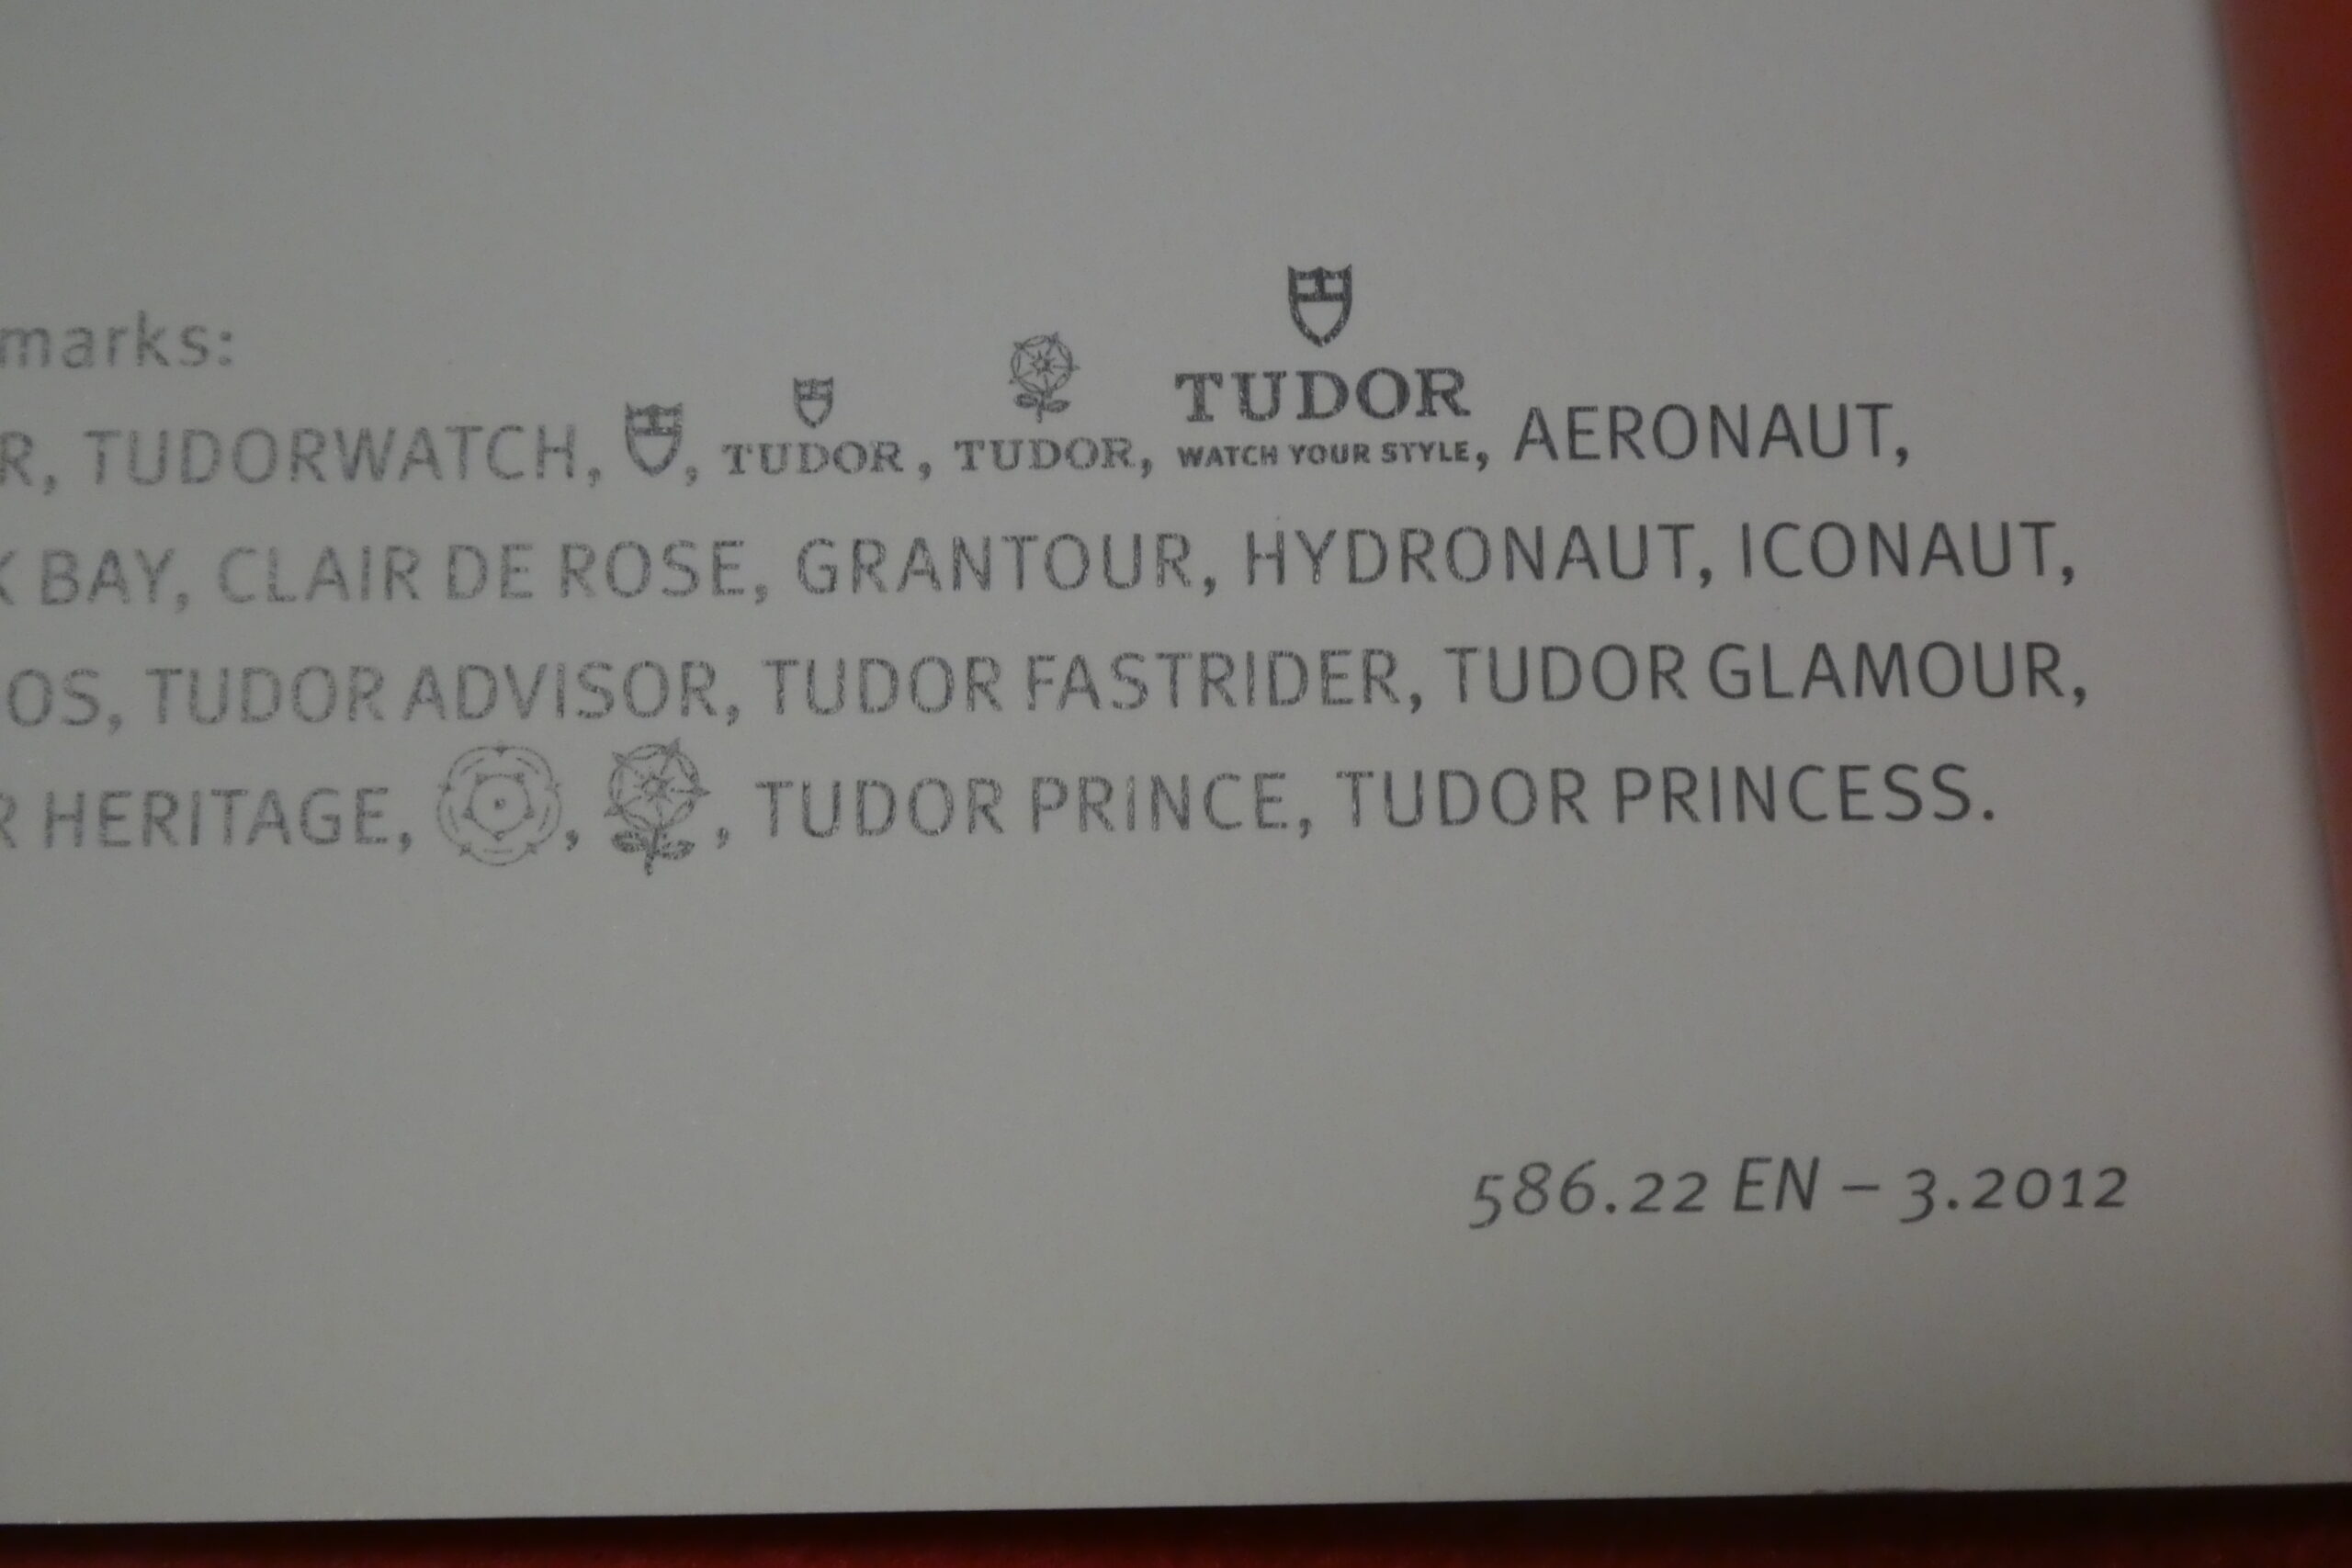 marks:
R, TUDORWATCH, , TUDOR, TUDOR, TUDOR WATCH YOUR STYLE, AERONAUT,
K BAY, CLAIR DE ROSE, GRANTOUR, HYDRONAUT, ICONAUT,
OS, TUDOR ADVISOR, TUDOR FASTRIDER, TUDOR GLAMOUR,
R HERITAGE, , , TUDOR PRINCE, TUDOR PRINCESS.
586.22 EN – 3.2012